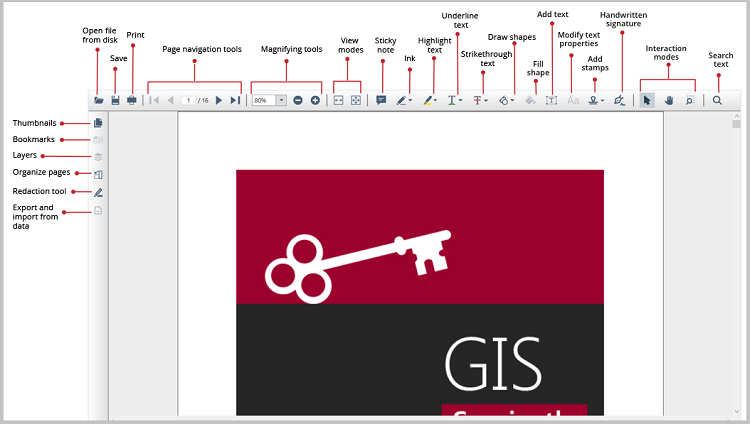 Underline
text
Add text
Handwritten
signature
Open file
from disk
Print
Save
Page navigation tools
Magnifying tools
View
modes
Sticky
note
Ink
Highlight
text
Draw shapes
Strikethrough
text
Fill
shape
Modify text
properties
Add
stamps
Interaction
modes
Search
text
1 / 16
80%
T
T
T
Aa
Thumbnails
Bookmarks
Layers
Organize pages
Redaction tool
Export and
import from
data
GIS